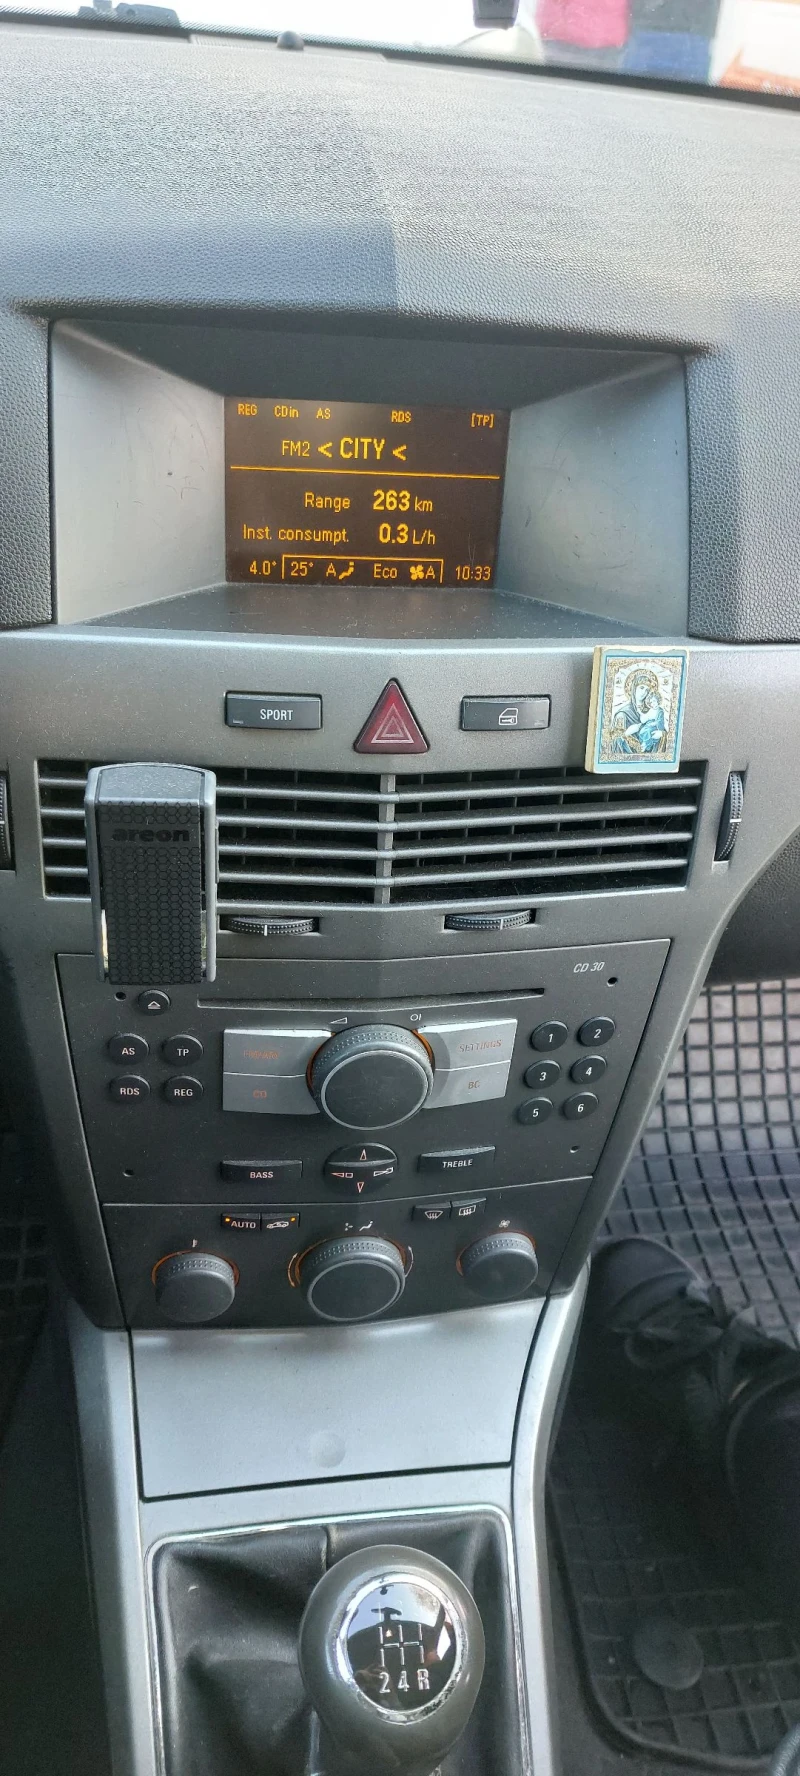 REG CDin AS RDS [TP]
FM2 < CITY <
Range 263 km
Inst. consumpt. 0.3 L/h
4.0° 25° A Eco A 10:33
SPORT
areon
CD 30
AS TP
RDS REG
FM/AM
CD
SETTINGS
BC
1 2
3 4
5 6
BASS
TREBLE
AUTO
2 4 R